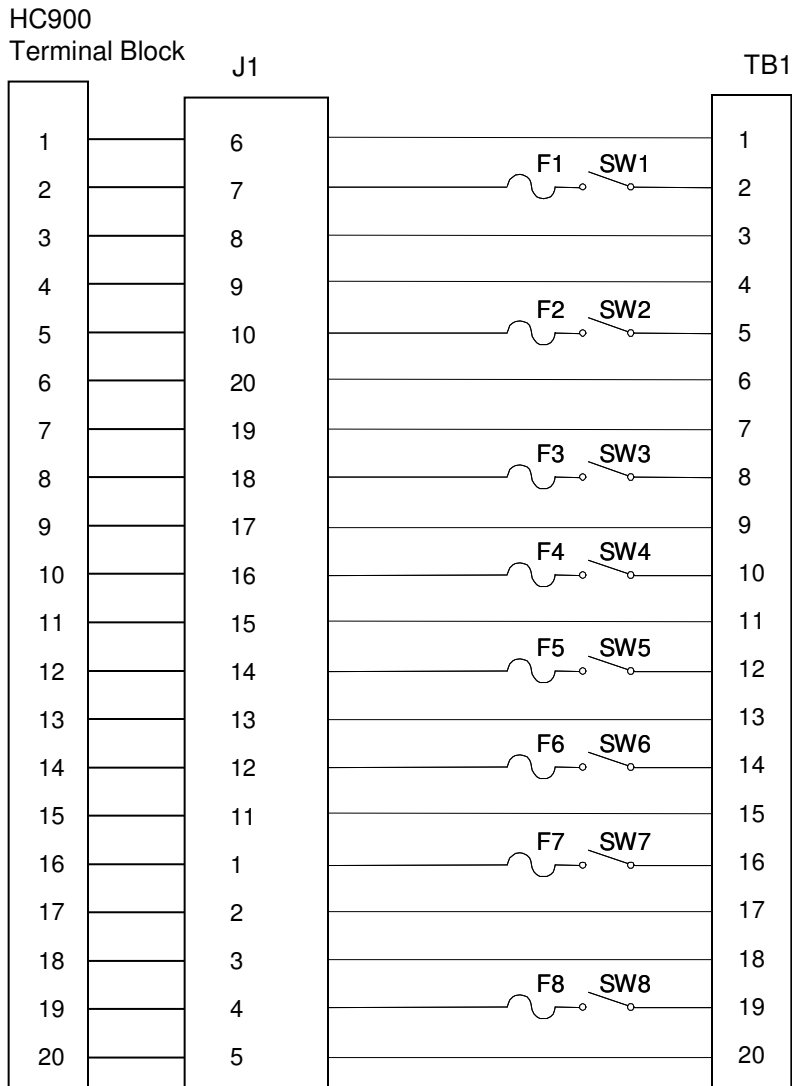 HC900
Terminal Block
J1
TB1
1 6 1
F1 SW1
2 7 2
3 8 3
4 9 4
F2 SW2
5 10 5
6 20 6
7 19 7
F3 SW3
8 18 8
9 17 9
F4 SW4
10 16 10
11 15 11
F5 SW5
12 14 12
13 13 13
F6 SW6
14 12 14
15 11 15
F7 SW7
16 1 16
17 2 17
18 3 18
F8 SW8
19 4 19
20 5 20